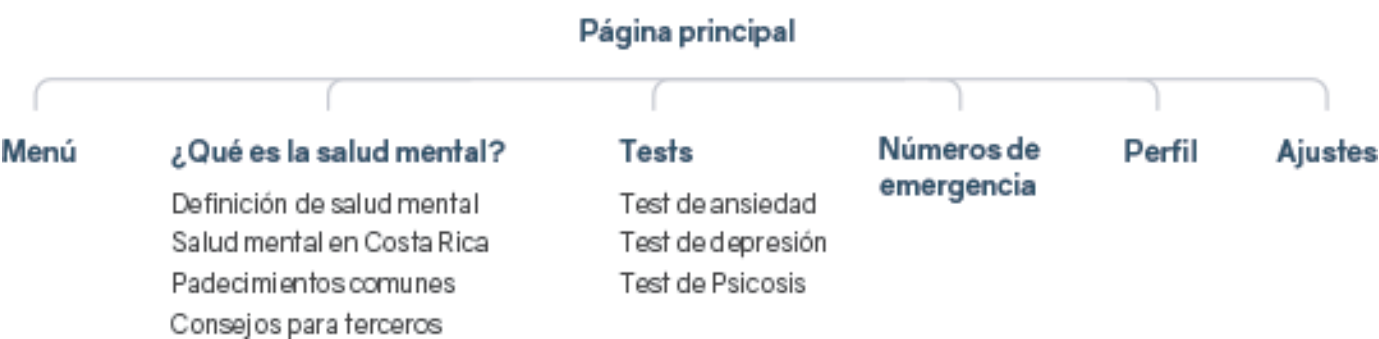 Página principal
Menú
¿Qué es la salud mental?
Definición de salud mental
Salud mental en Costa Rica
Padecimientos comunes
Consejos para terceros
Tests
Test de ansiedad
Test de depresión
Test de Psicosis
Números de
emergencia
Perfil
Ajustes